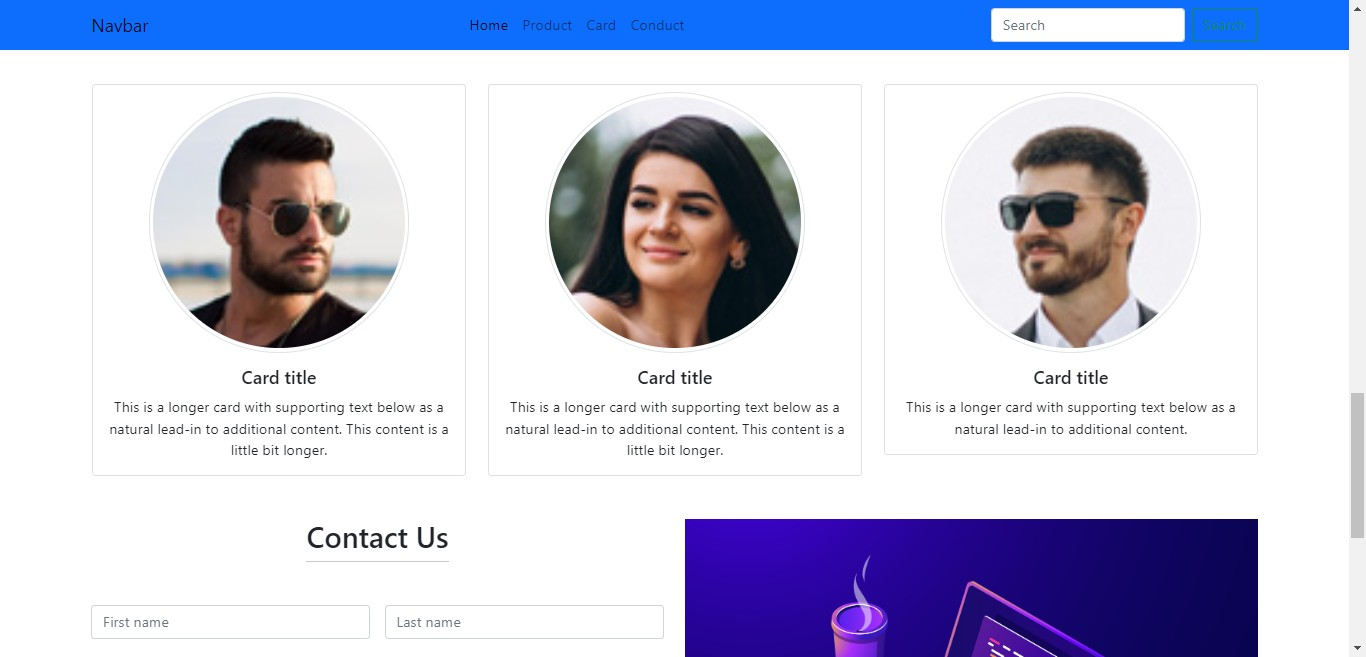 Navbar
Home Product Card Conduct
Search
Search
Card title
This is a longer card with supporting text below as a
natural lead-in to additional content. This content is a
little bit longer.
Card title
This is a longer card with supporting text below as a
natural lead-in to additional content. This content is a
little bit longer.
Card title
This is a longer card with supporting text below as a
natural lead-in to additional content.
Contact Us
First name
Last name